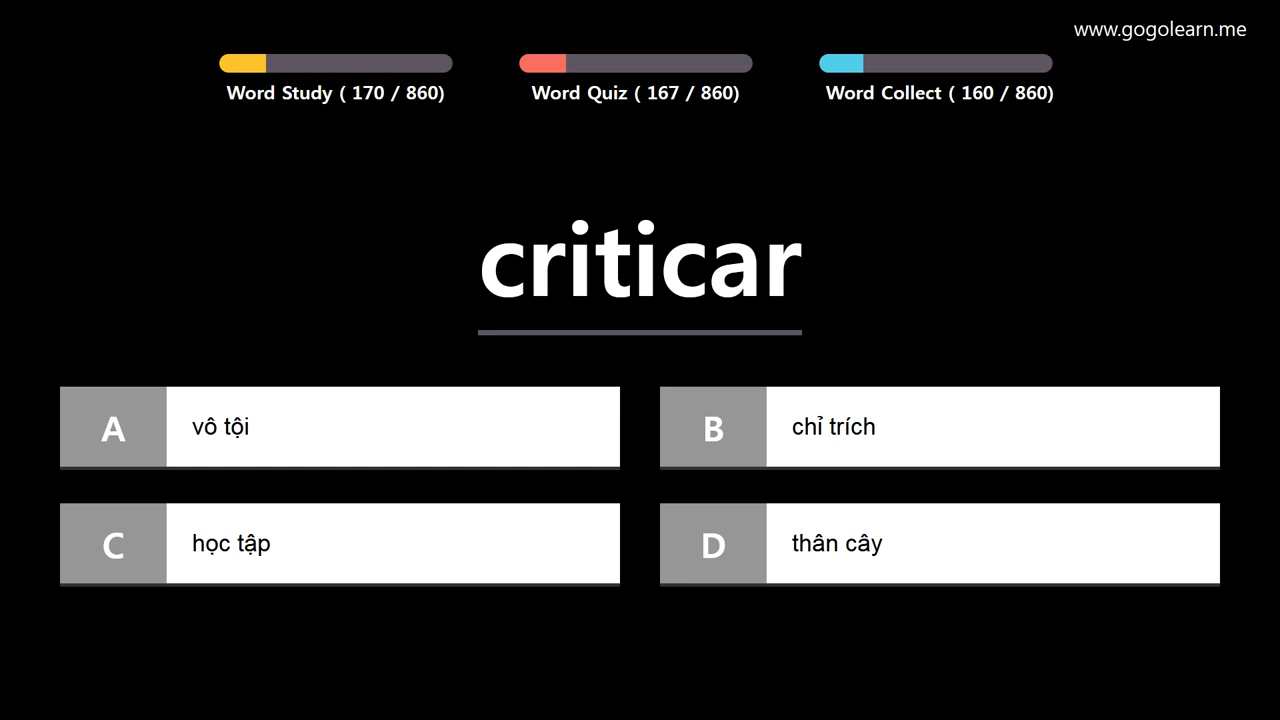 www.gogolearn.me
Word Study ( 170 / 860)
Word Quiz ( 167 / 860)
Word Collect ( 160 / 860)
criticar
A
vô tội
B
chỉ trích
C
học tập
D
thân cây